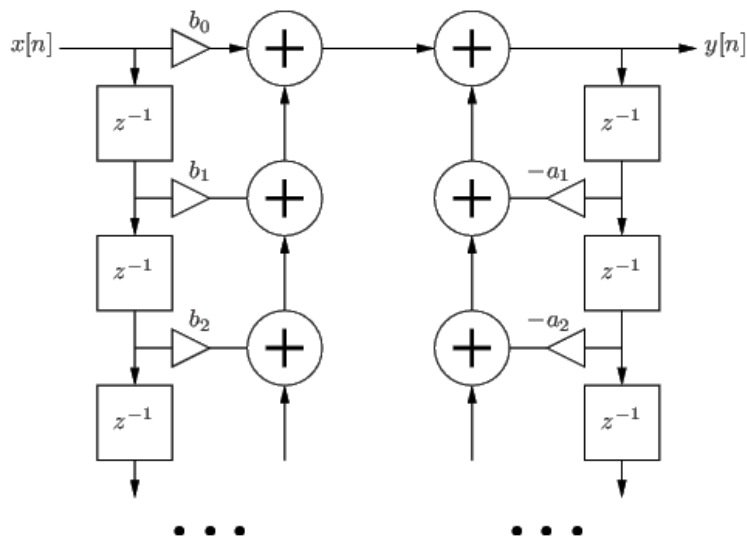 x[n] b₀ y[n]
z⁻¹ z⁻¹
b₁ −a₁
z⁻¹ z⁻¹
b₂ −a₂
z⁻¹ z⁻¹